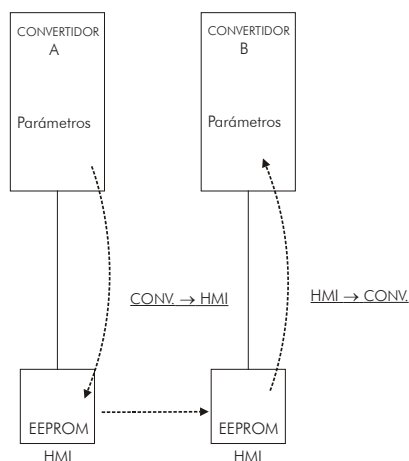 CONVERTIDOR
A
Parámetros
CONVERTIDOR
B
Parámetros
CONV. → HMI
HMI → CONV.
EEPROM
HMI
EEPROM
HMI